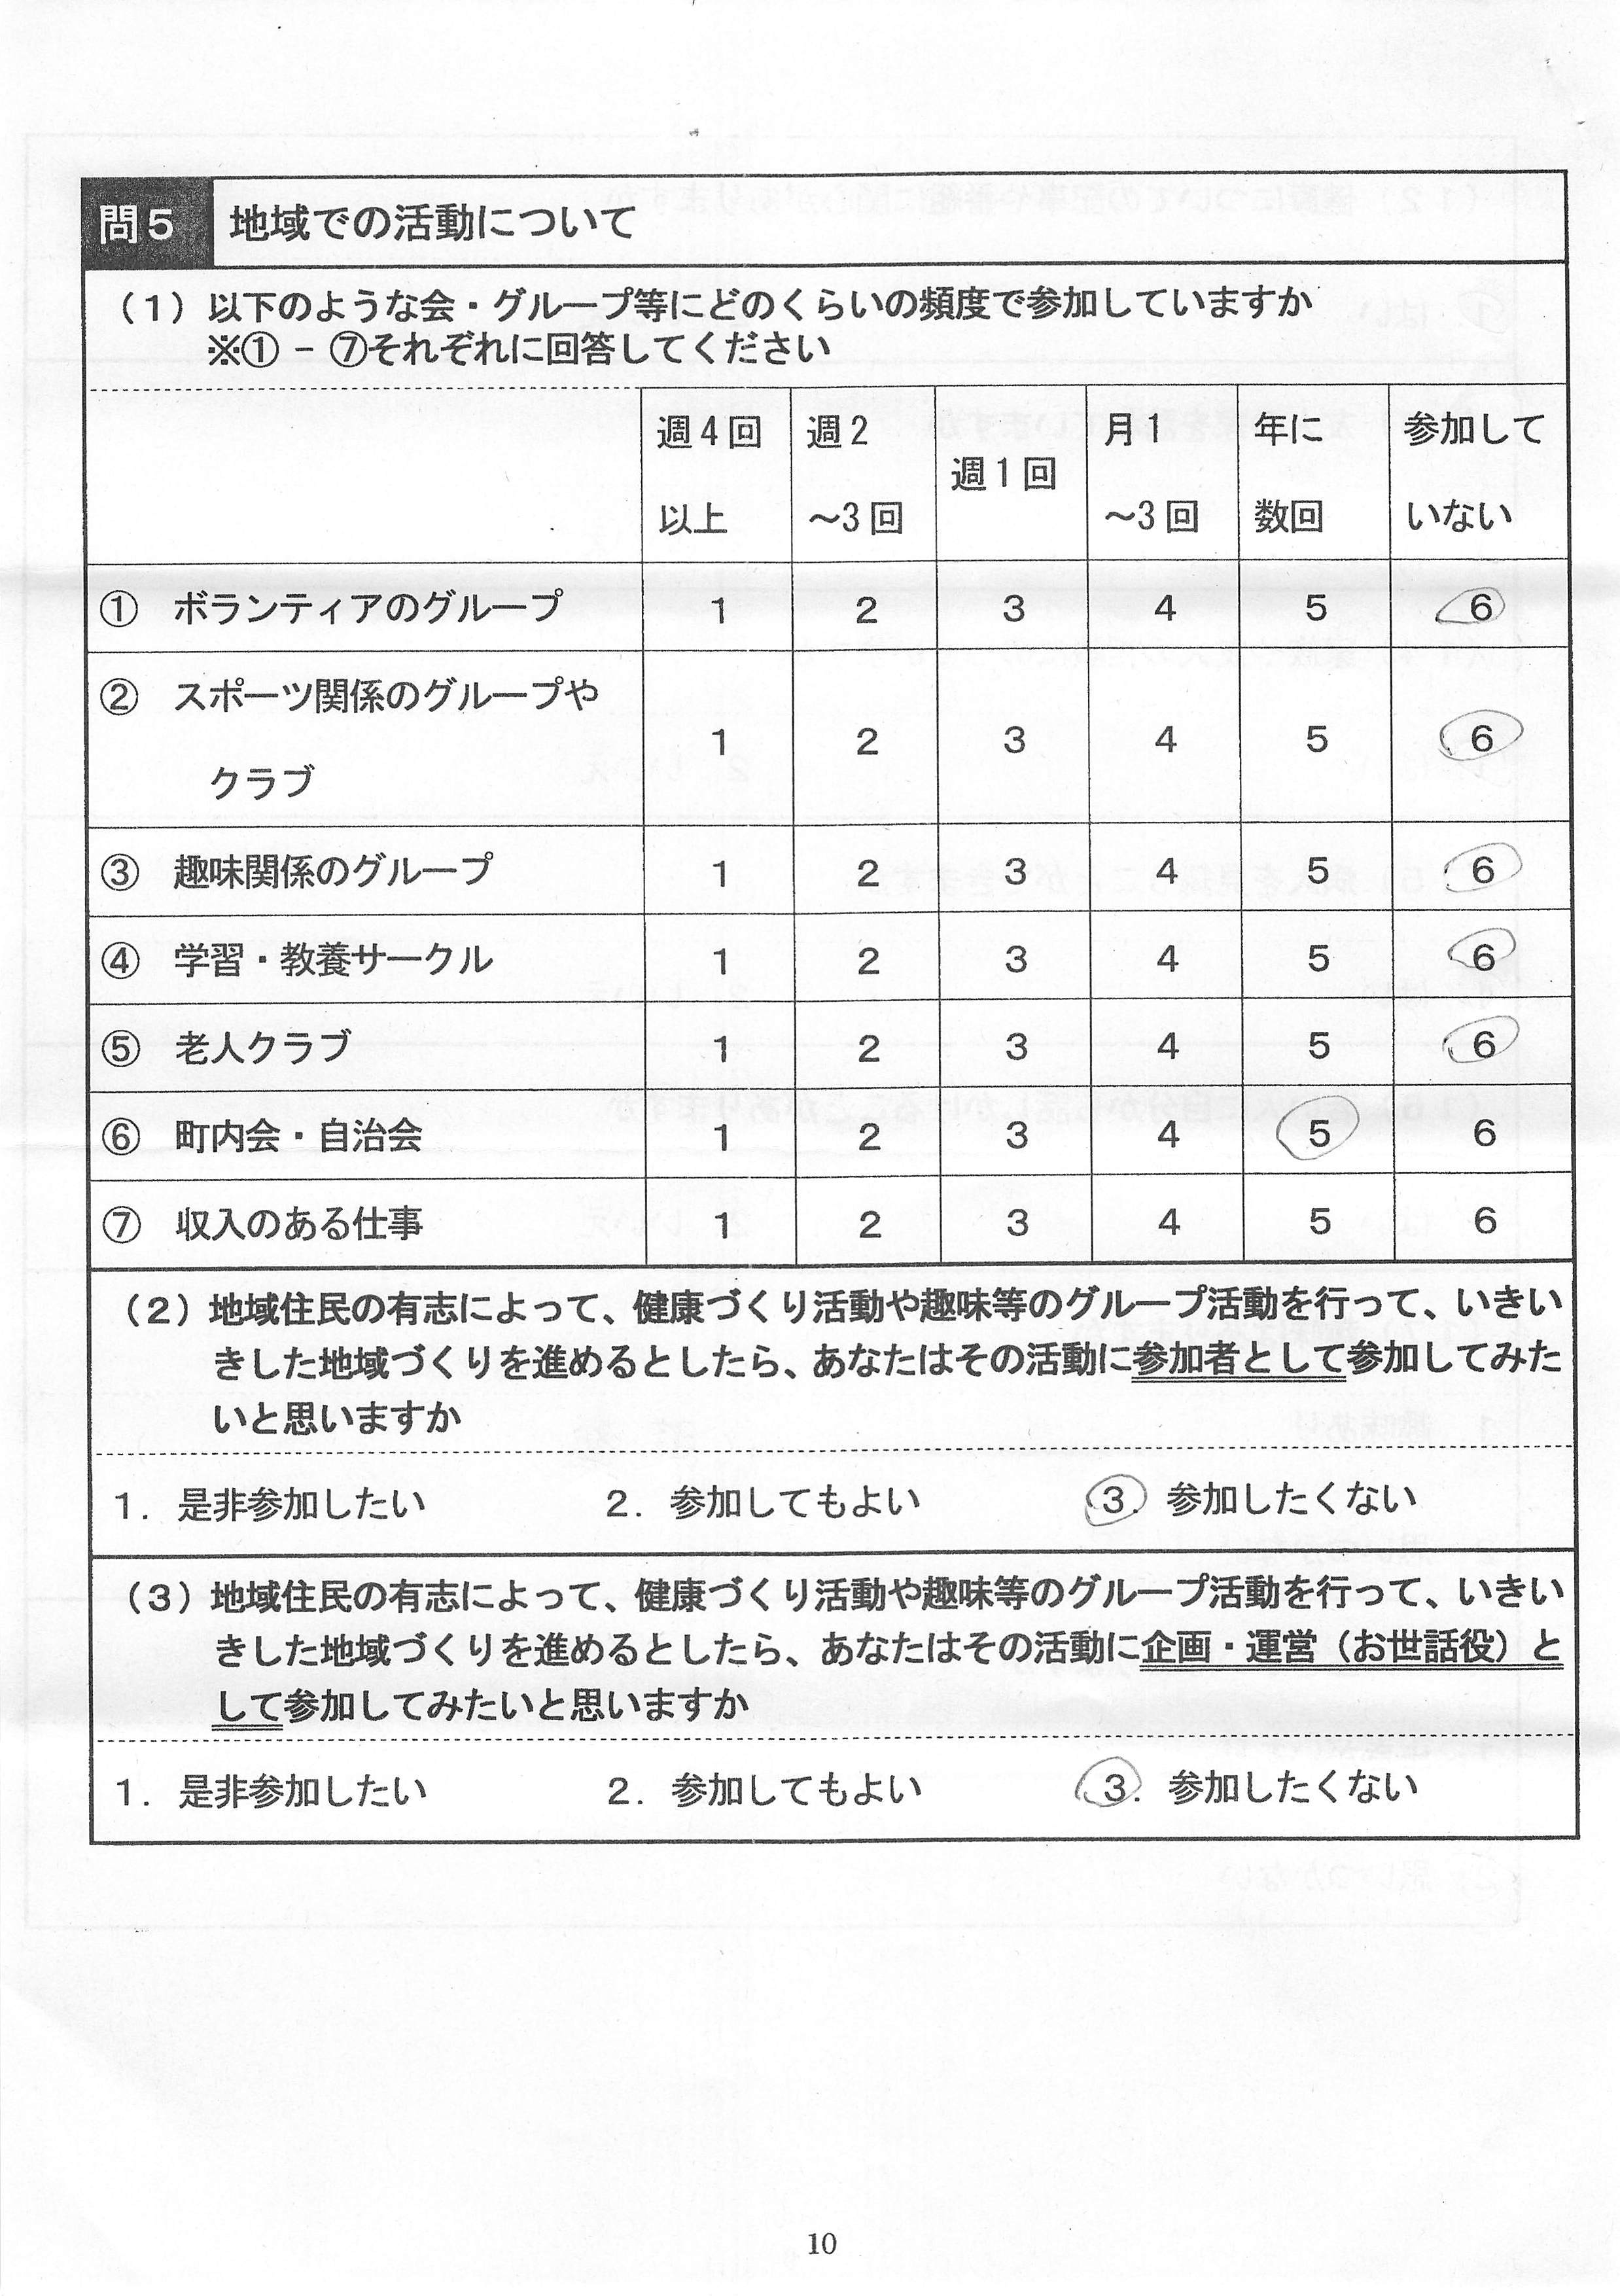 問5 地域での活動について
（1）以下のような会・グループ等にどのくらいの頻度で参加していますか
※① - ⑦それぞれに回答してください
週4回以上 週2～3回 週1回 月1～3回 年に数回 参加していない
① ボランティアのグループ 1 2 3 4 5 6
② スポーツ関係のグループや
クラブ 1 2 3 4 5 6
③ 趣味関係のグループ 1 2 3 4 5 6
④ 学習・教養サークル 1 2 3 4 5 6
⑤ 老人クラブ 1 2 3 4 5 6
⑥ 町内会・自治会 1 2 3 4 5 6
⑦ 収入のある仕事 1 2 3 4 5 6
（2）地域住民の有志によって、健康づくり活動や趣味等のグループ活動を行って、いきい
きした地域づくりを進めるとしたら、あなたはその活動に参加者として参加してみた
いと思いますか
1. 是非参加したい 2. 参加してもよい 3. 参加したくない
（3）地域住民の有志によって、健康づくり活動や趣味等のグループ活動を行って、いきい
きした地域づくりを進めるとしたら、あなたはその活動に企画・運営（お世話役）と
して参加してみたいと思いますか
1. 是非参加したい 2. 参加してもよい 3. 参加したくない
10